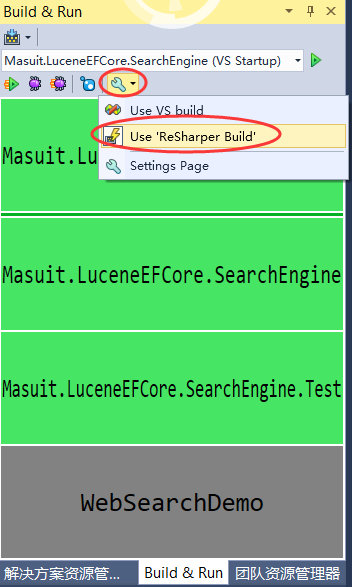 Build & Run
Masuit.LuceneEFCore.SearchEngine (VS Startup)
Use VS build
Use 'ReSharper Build'
Settings Page
Masuit.Lu
Masuit.LuceneEFCore.SearchEngine
Masuit.LuceneEFCore.SearchEngine.Test
WebSearchDemo
解决方案资源管... Build & Run 团队资源管理器